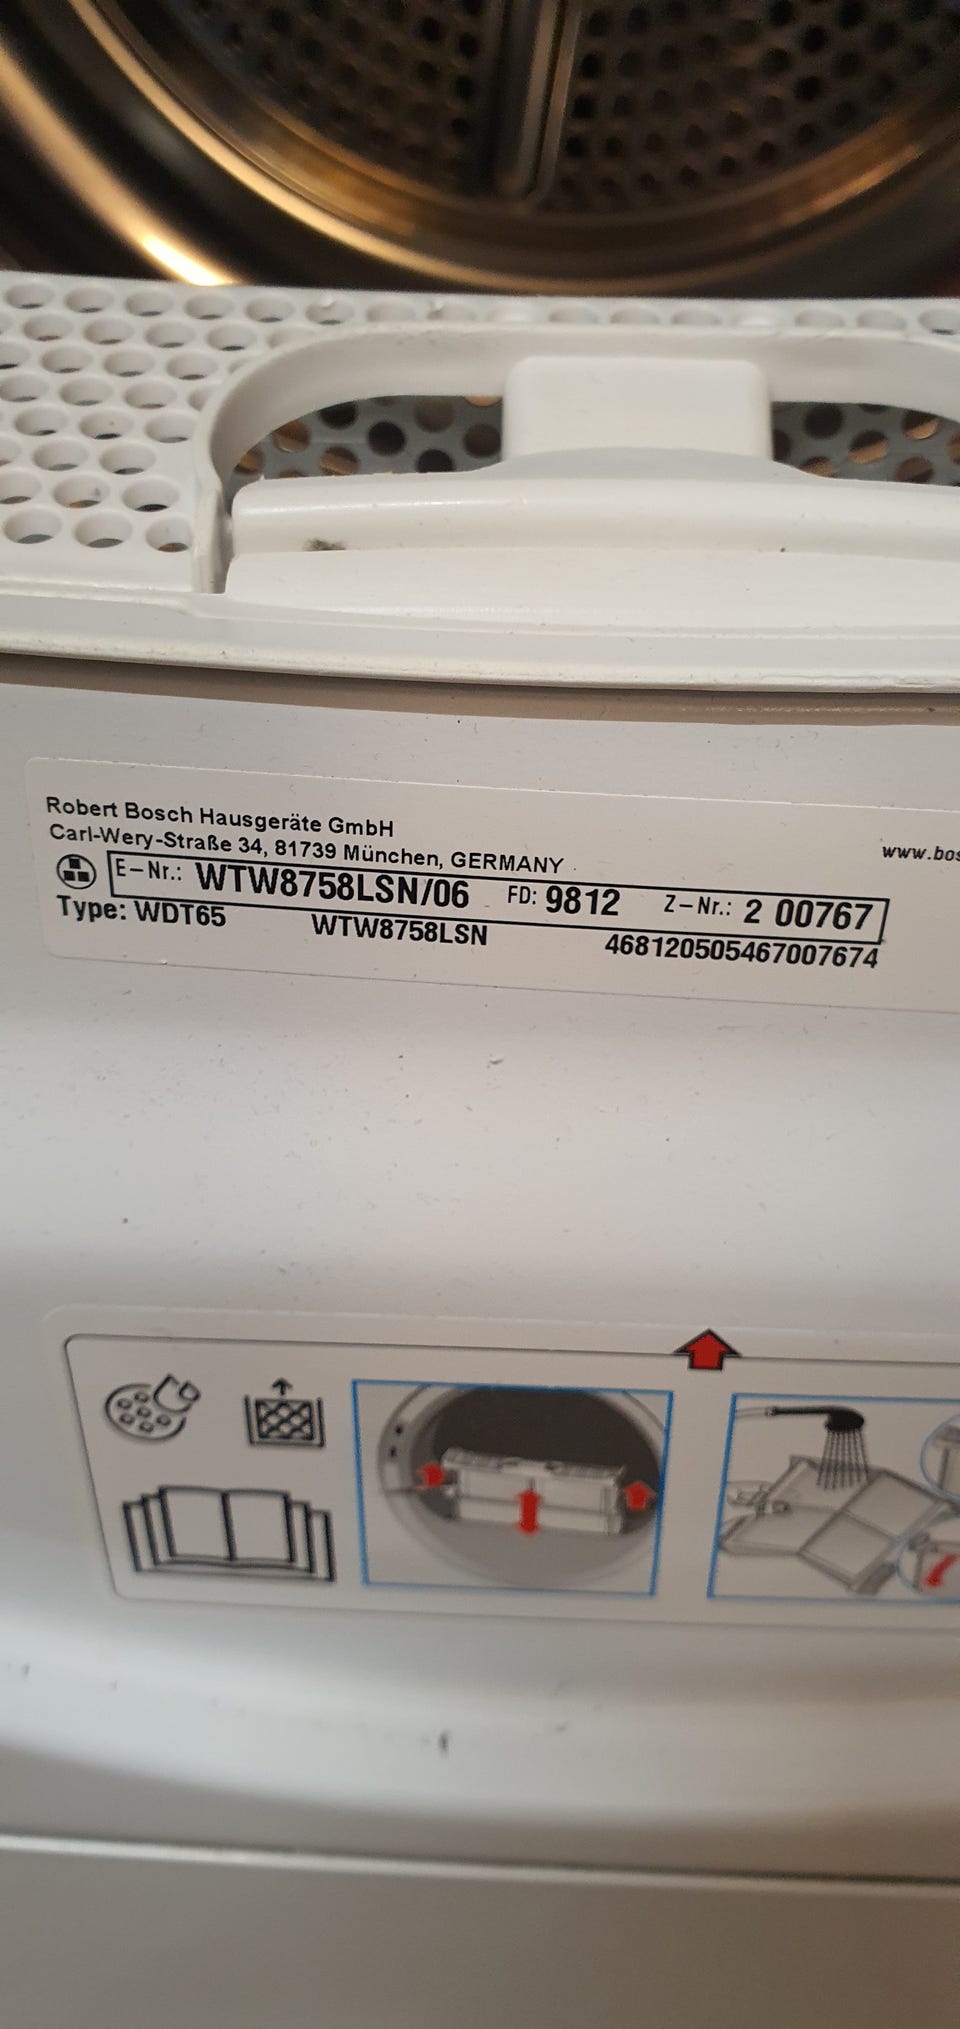 Robert Bosch Hausgeräte GmbH
Carl-Wery-Straße 34, 81739 München, GERMANY
www.bos
E-Nr.: WTW8758LSN/06 FD: 9812 Z-Nr.: 2 00767
Type: WDT65 WTW8758LSN 468120505467007674